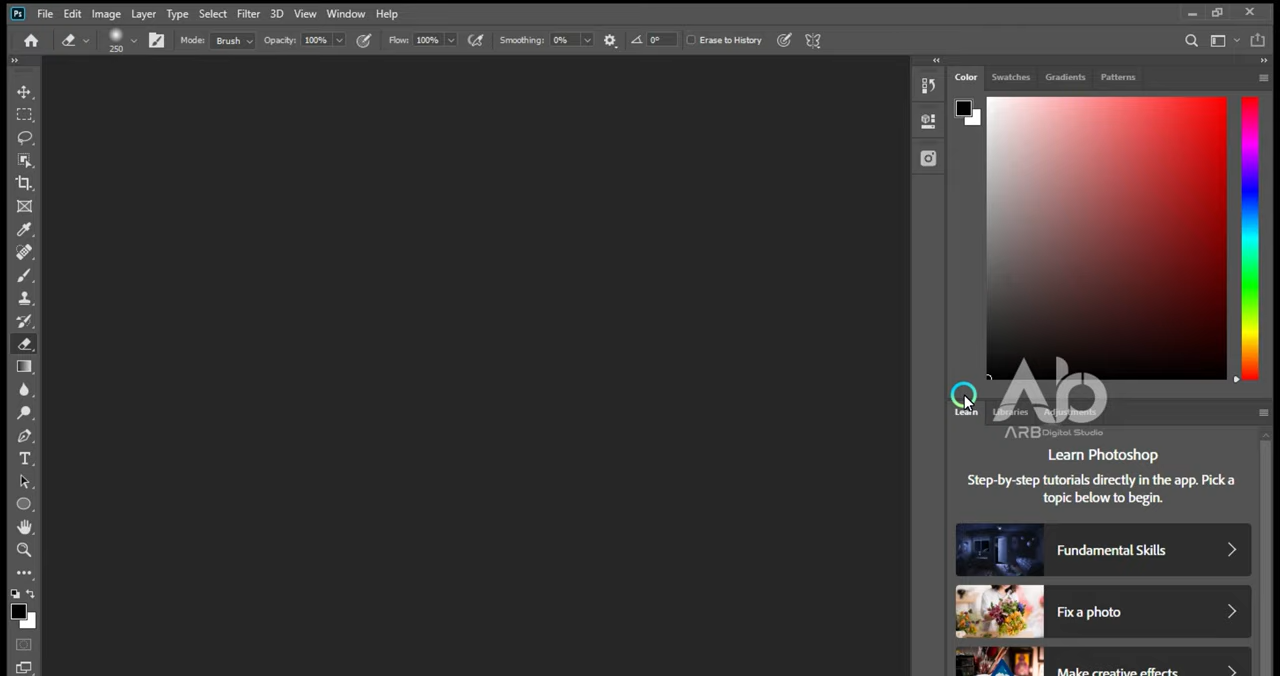 Ps File Edit Image Layer Type Select Filter 3D View Window Help
250 Mode: Brush Opacity: 100% Flow: 100% Smoothing: 0% 0° Erase to History
Color Swatches Gradients Patterns
Learn Libraries Adjustments
Ab
ARB Digital Studio
Learn Photoshop
Step-by-step tutorials directly in the app. Pick a
topic below to begin.
Fundamental Skills
Fix a photo
Make creative effects